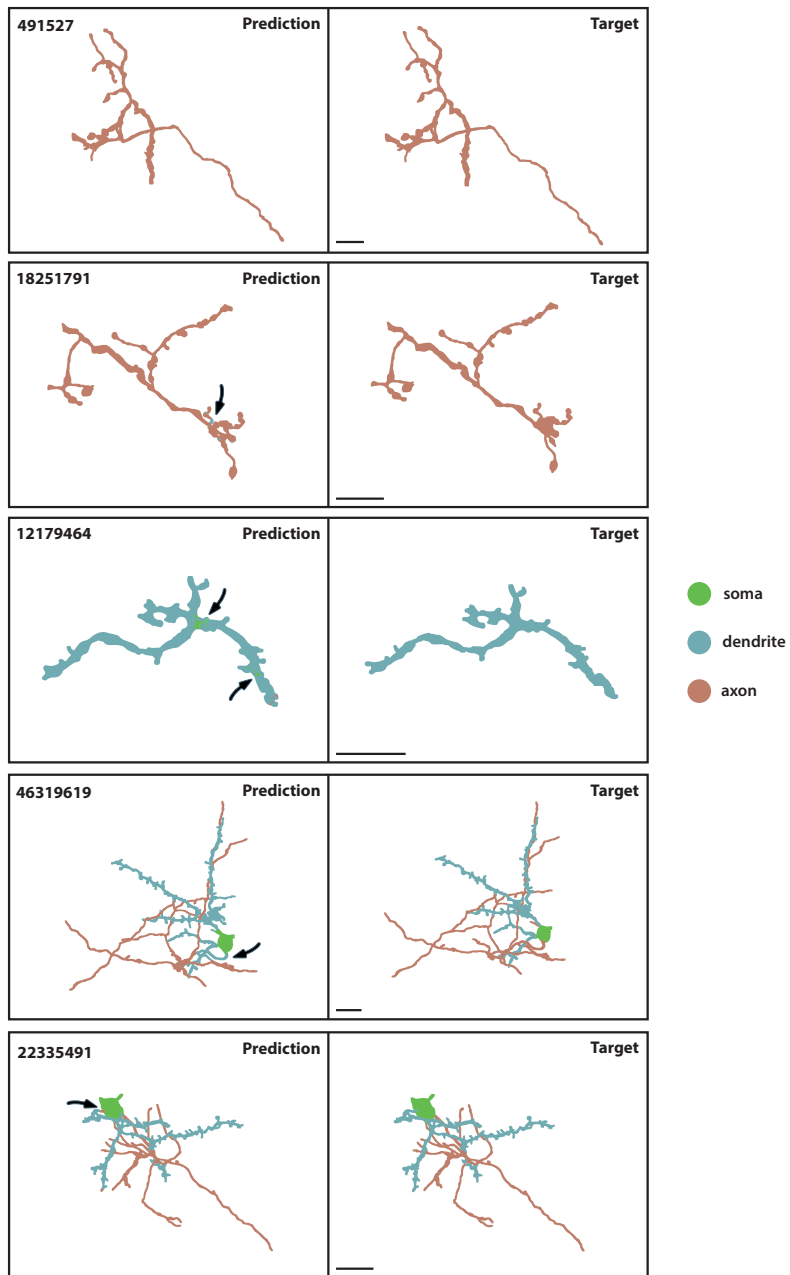 491527 Prediction Target
18251791 Prediction Target
12179464 Prediction Target
soma
dendrite
axon
46319619 Prediction Target
22335491 Prediction Target